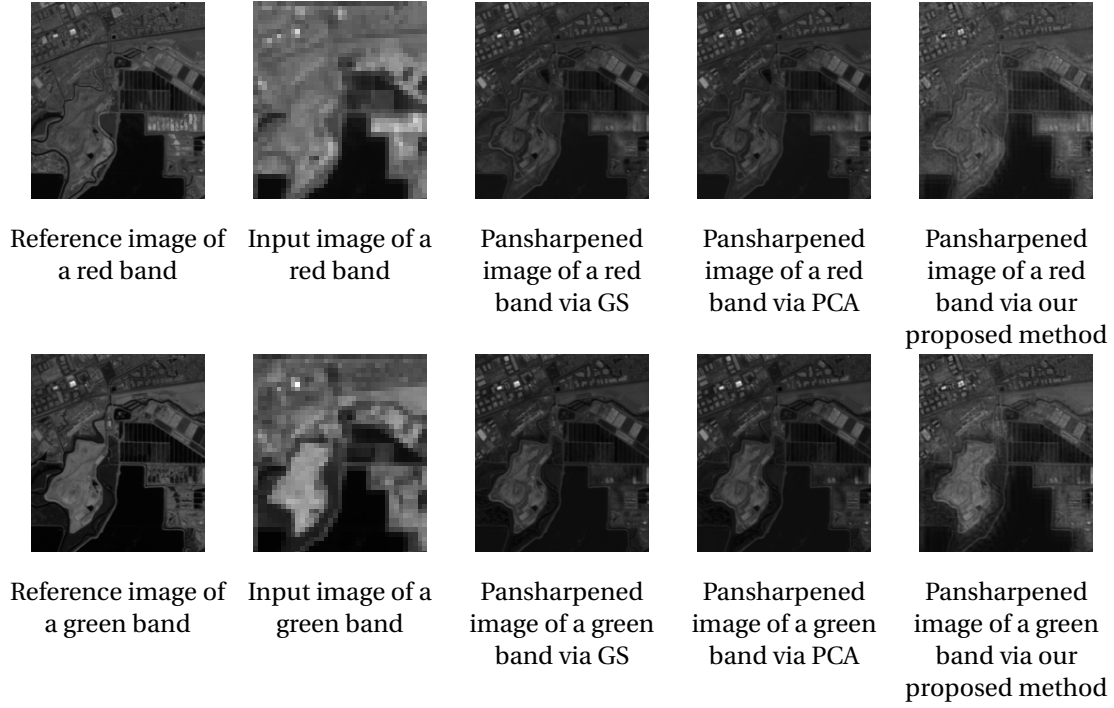 Reference image of
a red band
Input image of a
red band
Pansharpened
image of a red
band via GS
Pansharpened
image of a red
band via PCA
Pansharpened
image of a red
band via our
proposed method
Reference image of
a green band
Input image of a
green band
Pansharpened
image of a green
band via GS
Pansharpened
image of a green
band via PCA
Pansharpened
image of a green
band via our
proposed method